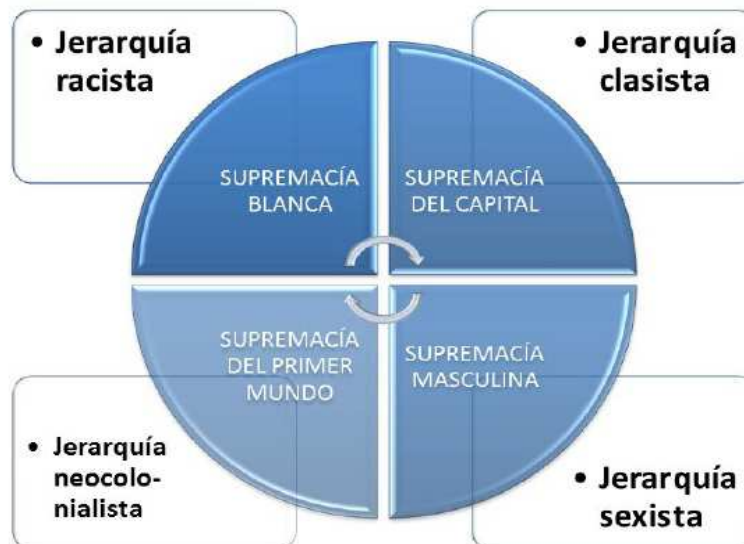 • Jerarquía
racista
• Jerarquía
clasista
SUPREMACÍA
BLANCA
SUPREMACÍA
DEL CAPITAL
SUPREMACÍA
DEL PRIMER
MUNDO
SUPREMACÍA
MASCULINA
• Jerarquía
neocolo-
nialista
• Jerarquía
sexista